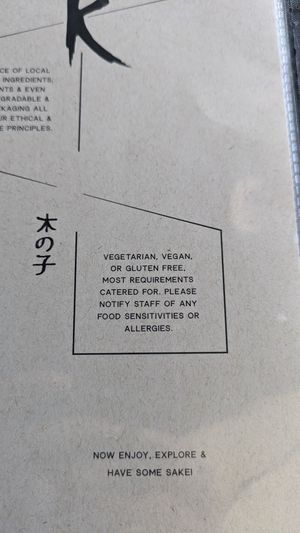 K
CE OF LOCAL
INGREDIENTS,
NTS & EVEN
GRADABLE &
KAGING ALL
UR ETHICAL &
E PRINCIPLES.
木の子
VEGETARIAN, VEGAN,
OR GLUTEN FREE,
MOST REQUIREMENTS
CATERED FOR. PLEASE
NOTIFY STAFF OF ANY
FOOD SENSITIVITIES OR
ALLERGIES.
NOW ENJOY, EXPLORE &
HAVE SOME SAKE!